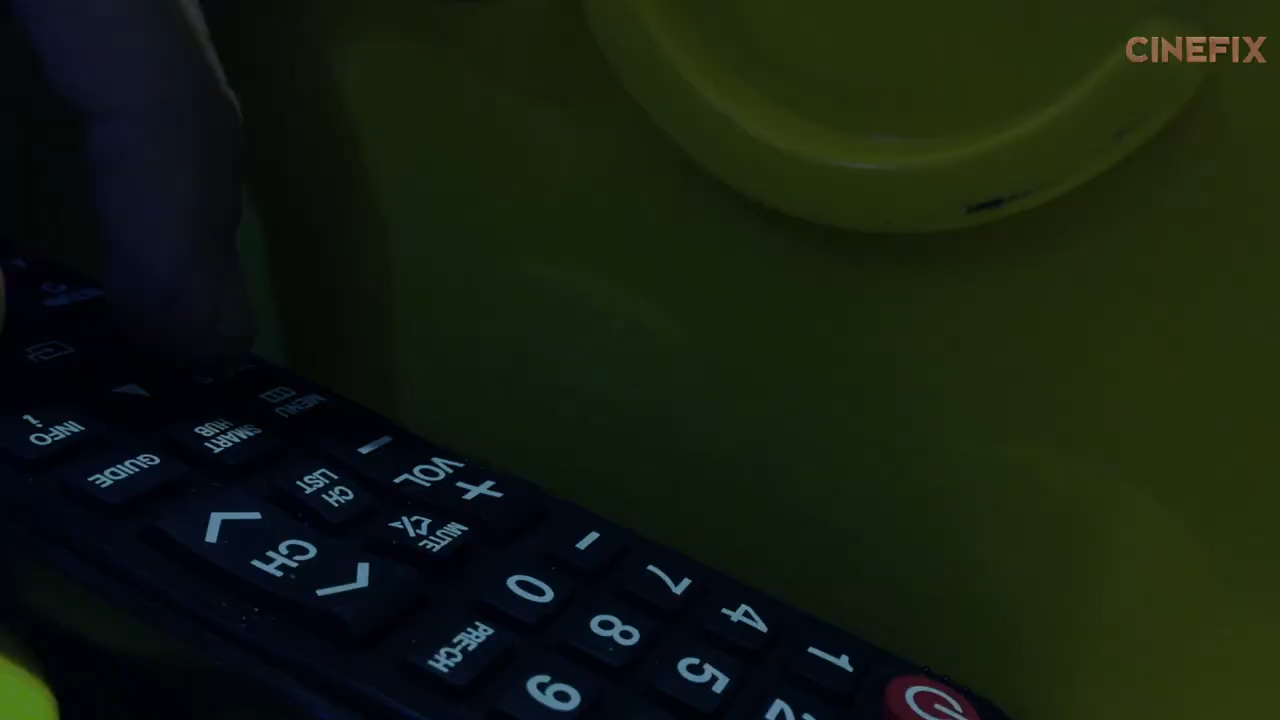 CINEFIX
MENU
INFO
SMART
HUB
GUIDE
VOL
CH
LIST
MUTE
CH
–
7
4
1
0
8
5
2
PRE-CH
9